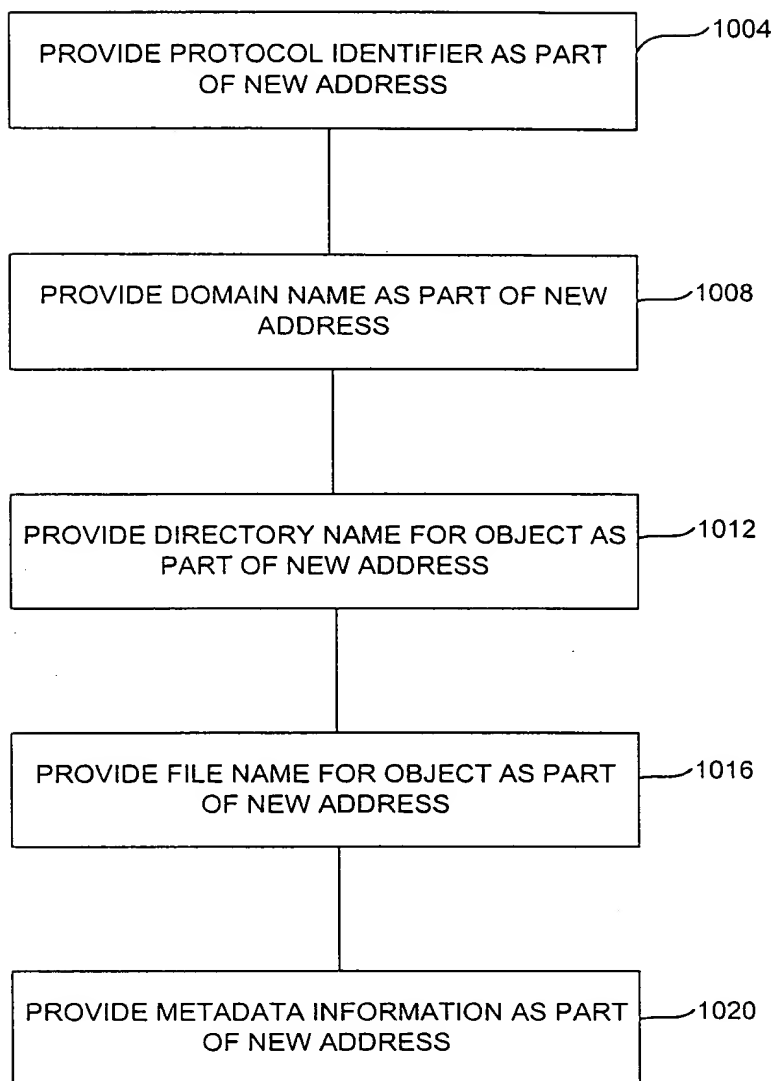 PROVIDE PROTOCOL IDENTIFIER AS PART
OF NEW ADDRESS
1004
PROVIDE DOMAIN NAME AS PART OF NEW
ADDRESS
1008
PROVIDE DIRECTORY NAME FOR OBJECT AS
PART OF NEW ADDRESS
1012
PROVIDE FILE NAME FOR OBJECT AS PART
OF NEW ADDRESS
1016
PROVIDE METADATA INFORMATION AS PART
OF NEW ADDRESS
1020